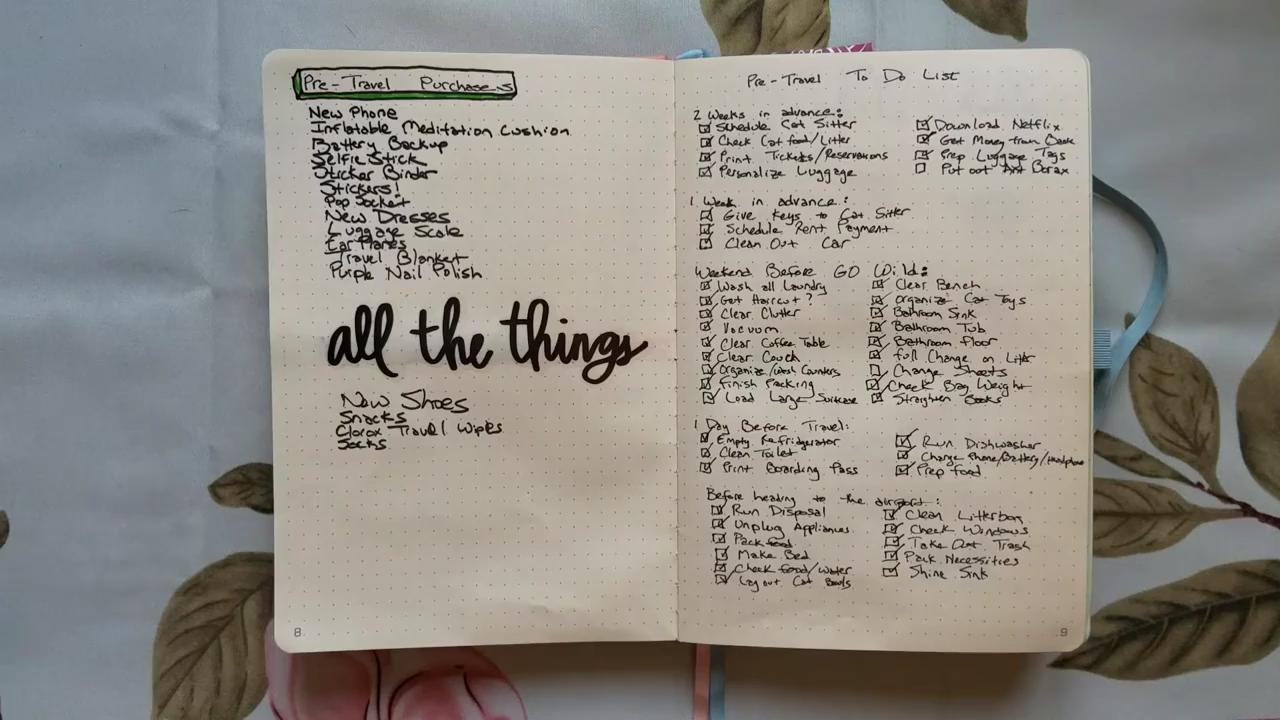 Pre-Travel Purchases
New Phone
Inflatable Meditation Cushion
Battery Backup
Selfie Stick
Sticker Binder
Stickers!
Pop Socket
New Dresses
Luggage Scale
Ear Planes
Travel Blanket
Purple Nail Polish
all the things
New Shoes
Snacks
Clorox Travel Wipes
Socks
8
Pre-Travel To Do List
2 Weeks in advance:
Schedule Cat Sitter
Check Cat food/Litter
Print Tickets/Reservations
Personalize Luggage
Download Netflix
Get Money from Bank
Prep Luggage Tags
Put out Ant Borax
1 Week in advance:
Give Keys to Cat Sitter
Schedule Rent Payment
Clean Out Car
Weekend Before GO Wild:
Wash all Laundry
Get Haircut?
Clear Clutter
Vacuum
Clear Coffee Table
Clear Couch
Organize/Wash Counters
Finish Packing
Load Large Suitcase
Clear Bench
Organize Cat Toys
Bathroom Sink
Bathroom Tub
Bathroom Floor
Full Change on Litter
Change Sheets
Check Bag Weight
Straighten Books
1 Day Before Travel:
Empty Refridgerator
Clean Toilet
Print Boarding Pass
Run Dishwasher
Charge Phone/Battery/Headphone
Prep Food
Before heading to the airport:
Run Disposal
Unplug Appliances
Pack food
Make Bed
Check food/water
Lay out Cat Bowls
Clean Litterbox
Check Windows
Take Out Trash
Pack Necessities
Shine Sink
9